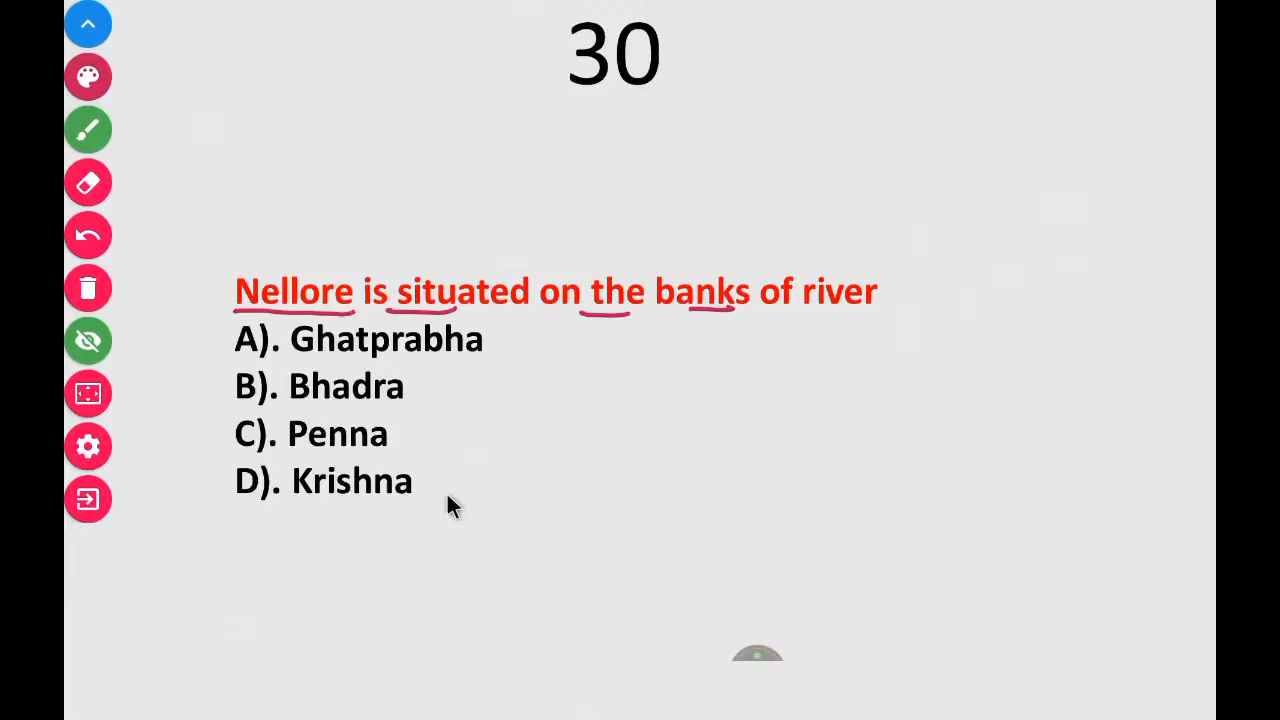 30
Nellore is situated on the banks of river
A). Ghatprabha
B). Bhadra
C). Penna
D). Krishna